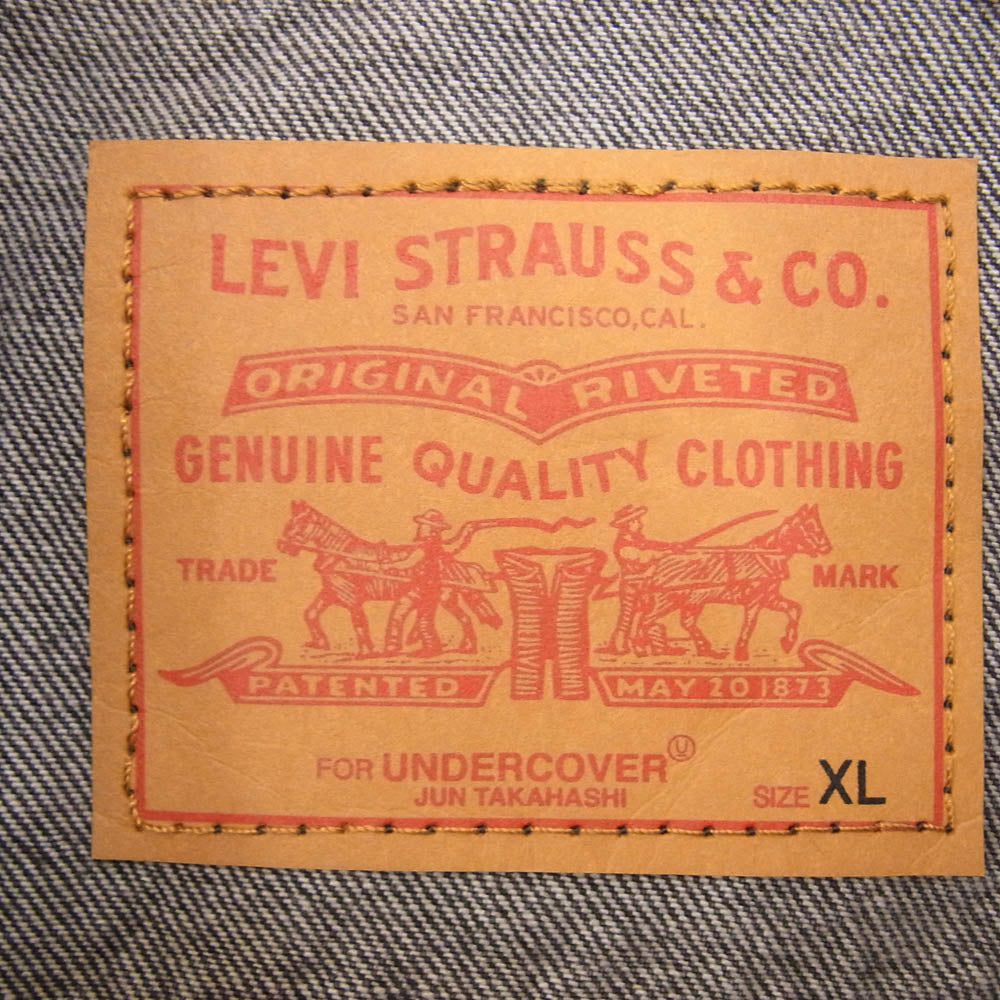 LEVI STRAUSS & CO.
SAN FRANCISCO, CAL.
ORIGINAL RIVETED
GENUINE QUALITY CLOTHING
TRADE MARK
PATENTED MAY 20 1873
FOR UNDERCOVER Ⓤ
JUN TAKAHASHI
SIZE XL